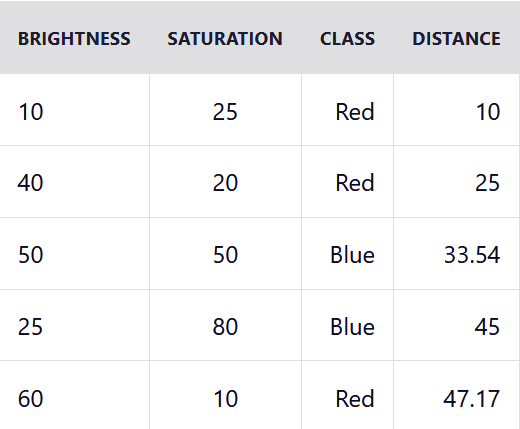 BRIGHTNESS SATURATION CLASS DISTANCE
10 25 Red 10
40 20 Red 25
50 50 Blue 33.54
25 80 Blue 45
60 10 Red 47.17